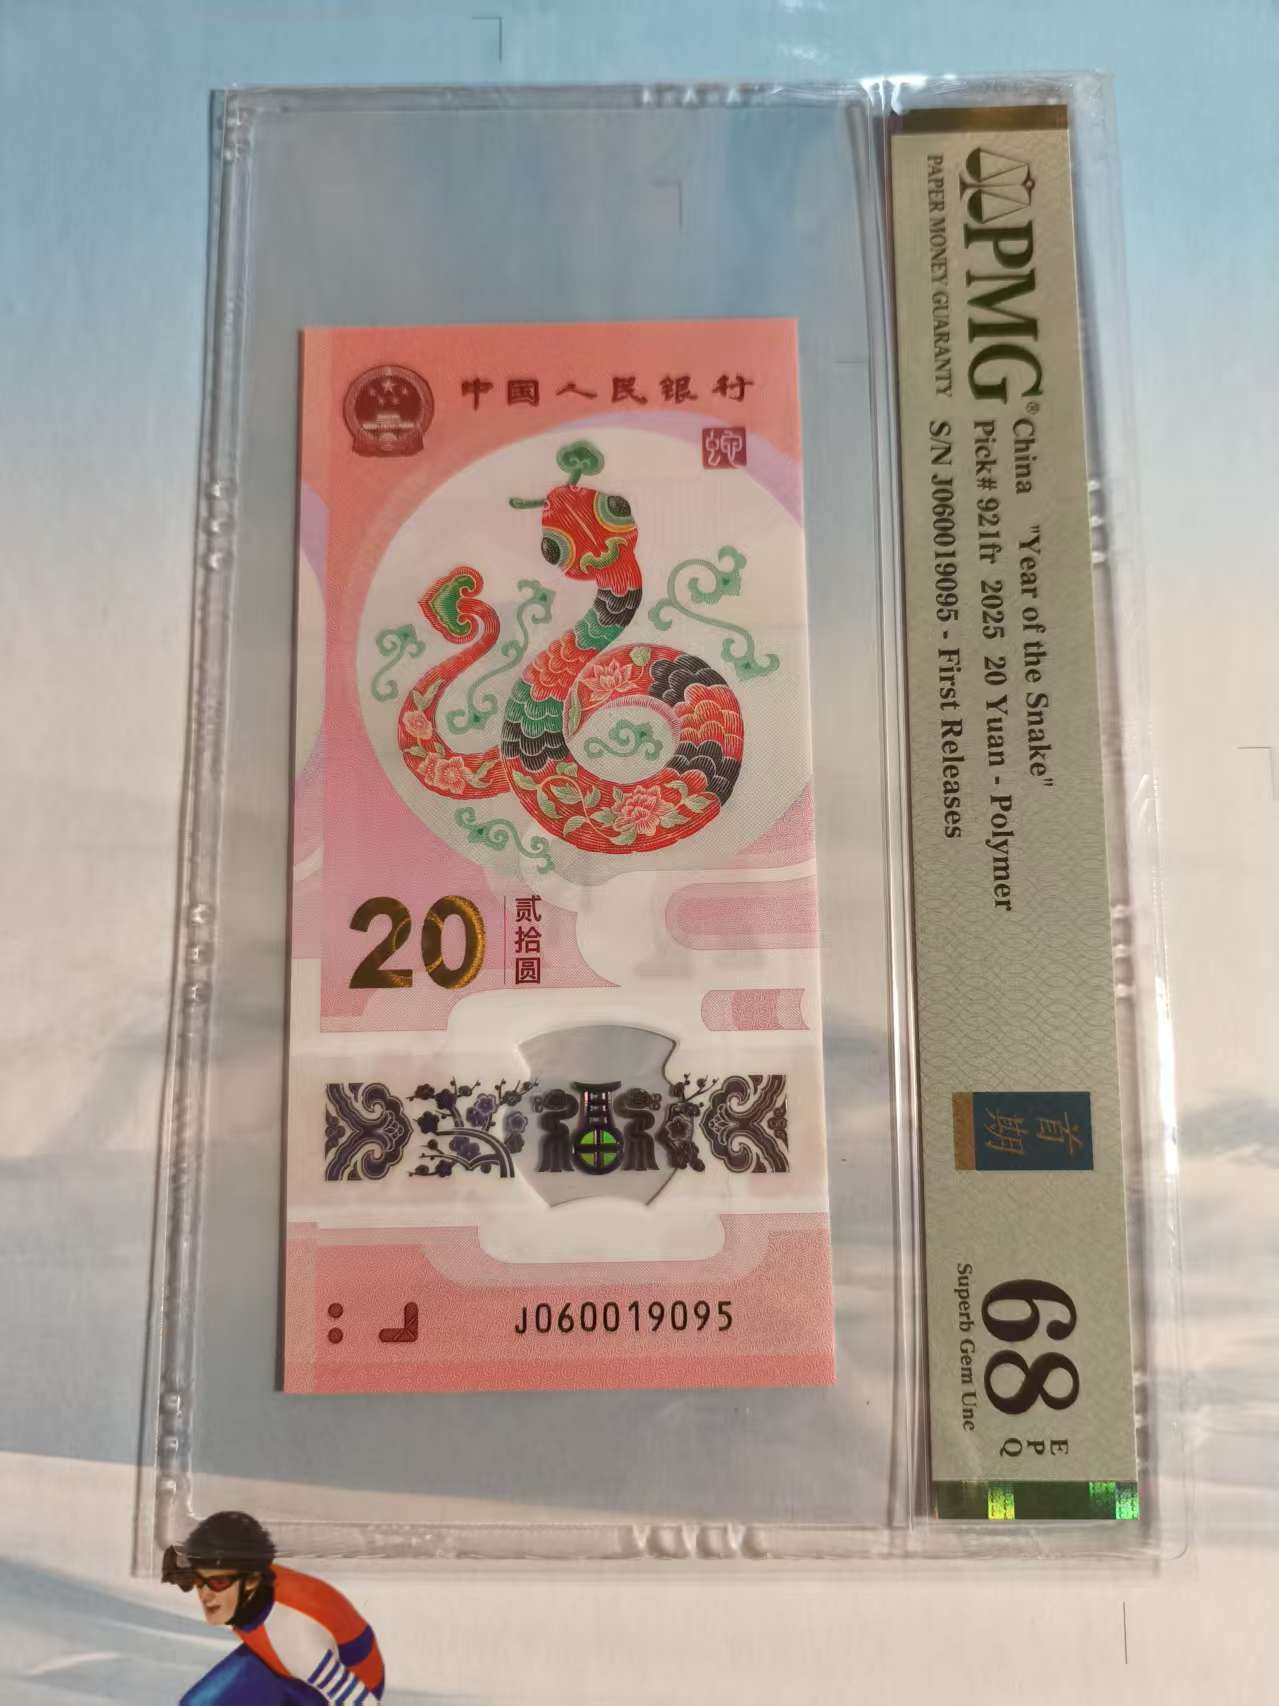 中国人民银行
20
贰拾圆
J060019095
PMG®
PAPER MONEY GUARANTY
China "Year of the Snake"
Pick# 921fr 2025 20 Yuan - Polymer
S/N J060019095 - First Releases
首期
68
EPQ
Superb Gem Unc